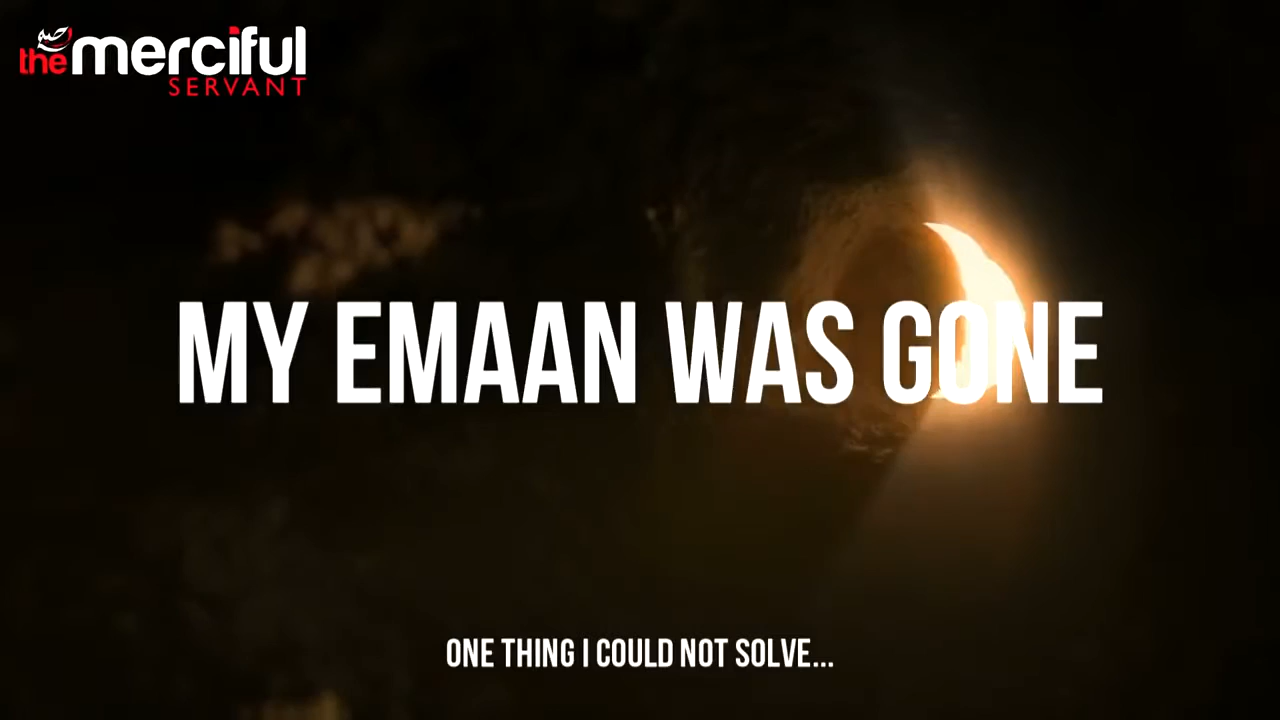 the merciful
SERVANT
MY EMAAN WAS GONE
ONE THING I COULD NOT SOLVE...